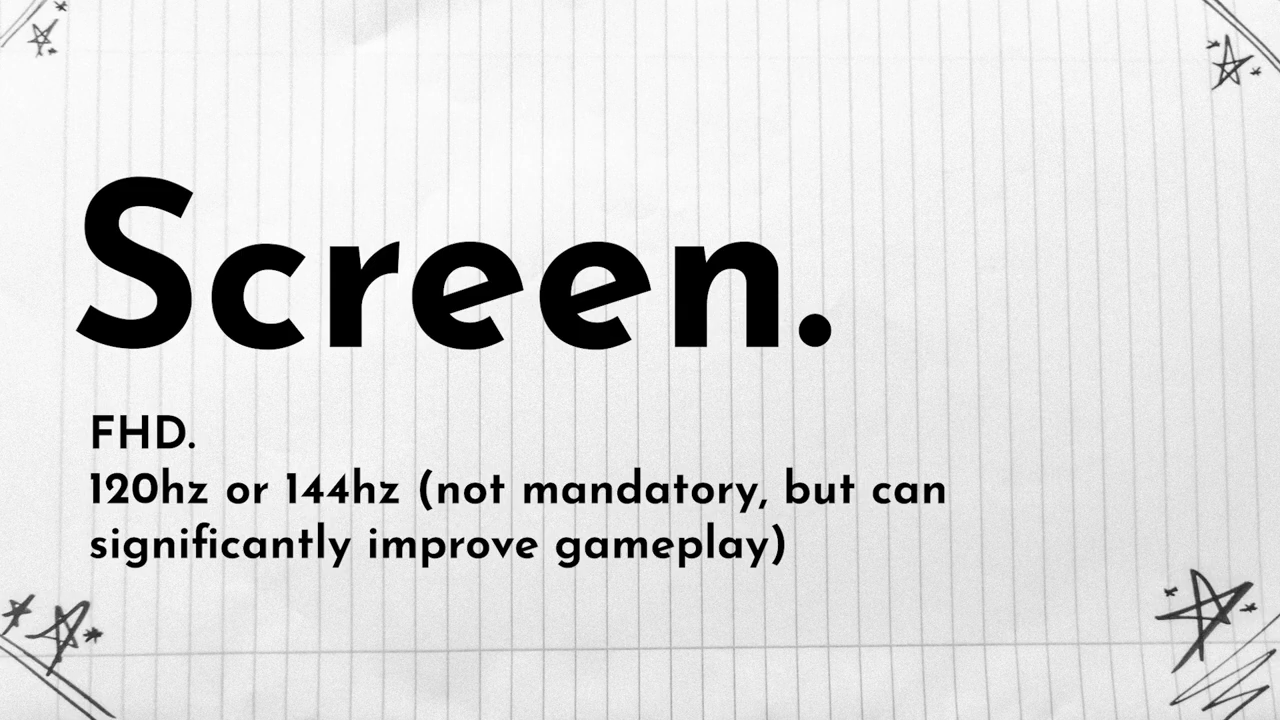 Screen.
FHD.
120hz or 144hz (not mandatory, but can
significantly improve gameplay)